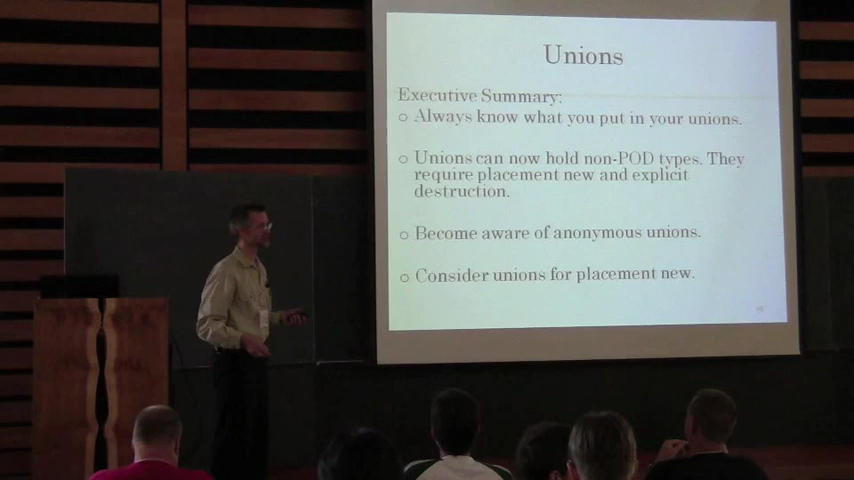 Unions
Executive Summary:
○ Always know what you put in your unions.
○ Unions can now hold non-POD types. They
require placement new and explicit
destruction.
○ Become aware of anonymous unions.
○ Consider unions for placement new.